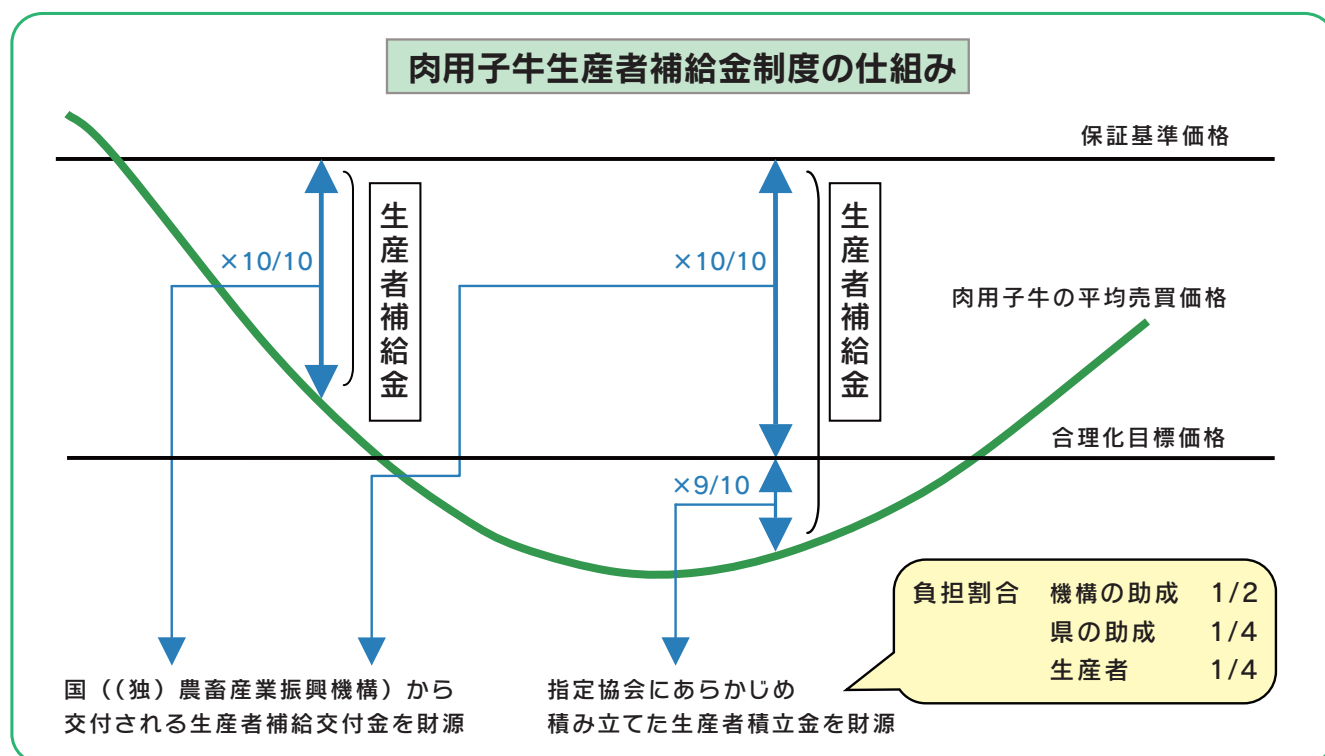 肉用子牛生産者補給金制度の仕組み
保証基準価格
生産者補給金
×10/10
生産者補給金
×10/10
肉用子牛の平均売買価格
合理化目標価格
×9/10
負担割合 機構の助成 1/2
県の助成 1/4
生産者 1/4
国（（独）農畜産業振興機構）から
交付される生産者補給交付金を財源
指定協会にあらかじめ
積み立てた生産者積立金を財源